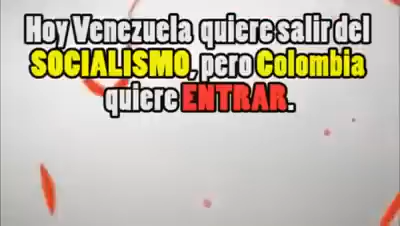 Hoy Venezuela quiere salir del
SOCIALISMO, pero Colombia
quiere ENTRAR.